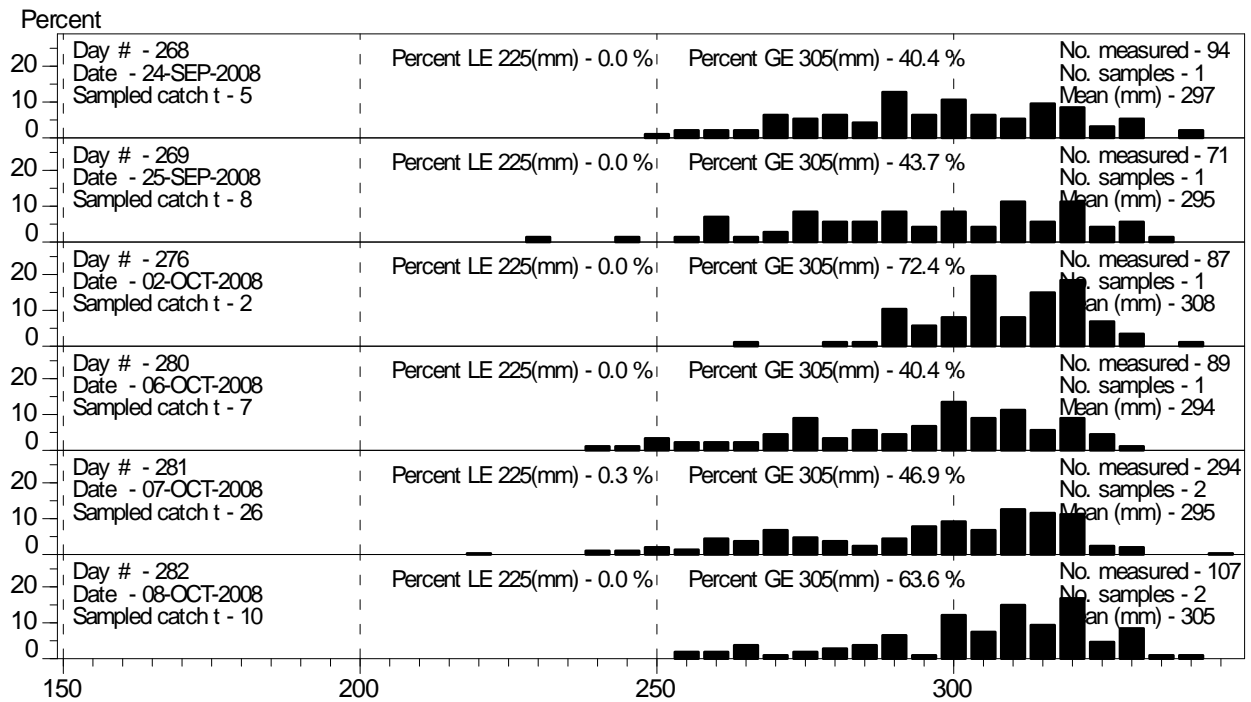 Percent
Day # - 268
Date - 24-SEP-2008
Sampled catch t - 5
Percent LE 225(mm) - 0.0 %
Percent GE 305(mm) - 40.4 %
No. measured - 94
No. samples - 1
Mean (mm) - 297
20
10
0
Day # - 269
Date - 25-SEP-2008
Sampled catch t - 8
Percent LE 225(mm) - 0.0 %
Percent GE 305(mm) - 43.7 %
No. measured - 71
No. samples - 1
Mean (mm) - 295
20
10
0
Day # - 276
Date - 02-OCT-2008
Sampled catch t - 2
Percent LE 225(mm) - 0.0 %
Percent GE 305(mm) - 72.4 %
No. measured - 87
No. samples - 1
Mean (mm) - 308
20
10
0
Day # - 280
Date - 06-OCT-2008
Sampled catch t - 7
Percent LE 225(mm) - 0.0 %
Percent GE 305(mm) - 40.4 %
No. measured - 89
No. samples - 1
Mean (mm) - 294
20
10
0
Day # - 281
Date - 07-OCT-2008
Sampled catch t - 26
Percent LE 225(mm) - 0.3 %
Percent GE 305(mm) - 46.9 %
No. measured - 294
No. samples - 2
Mean (mm) - 295
20
10
0
Day # - 282
Date - 08-OCT-2008
Sampled catch t - 10
Percent LE 225(mm) - 0.0 %
Percent GE 305(mm) - 63.6 %
No. measured - 107
No. samples - 2
Mean (mm) - 305
20
10
0
150 200 250 300